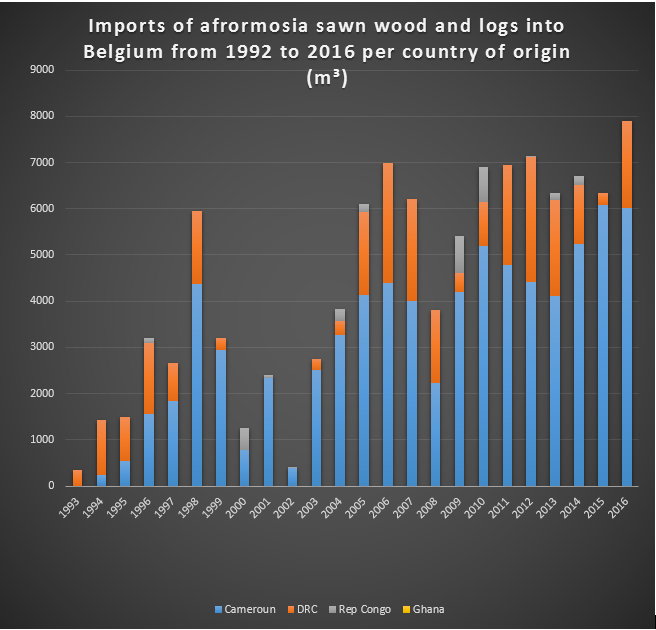 Imports of afrormosia sawn wood and logs into
Belgium from 1992 to 2016 per country of origin
(m³)
9000
8000
7000
6000
5000
4000
3000
2000
1000
0
1993 1994 1995 1996 1997 1998 1999 2000 2001 2002 2003 2004 2005 2006 2007 2008 2009 2010 2011 2012 2013 2014 2015 2016
Cameroun DRC Rep Congo Ghana